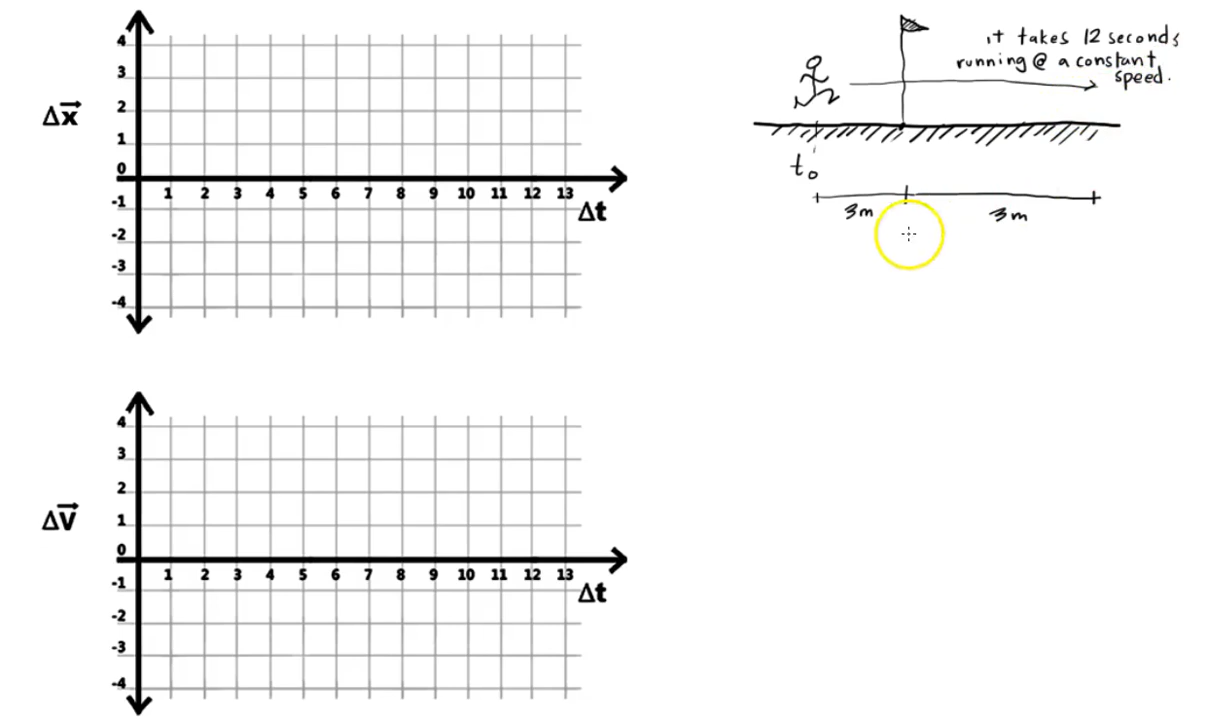 4
3
2
1
0
-1
-2
-3
-4
Δx⃗
1 2 3 4 5 6 7 8 9 10 11 12 13
Δt
it takes 12 seconds
running @ a constant
speed.
t₀
3m 3m
4
3
2
1
0
-1
-2
-3
-4
Δv⃗
1 2 3 4 5 6 7 8 9 10 11 12 13
Δt